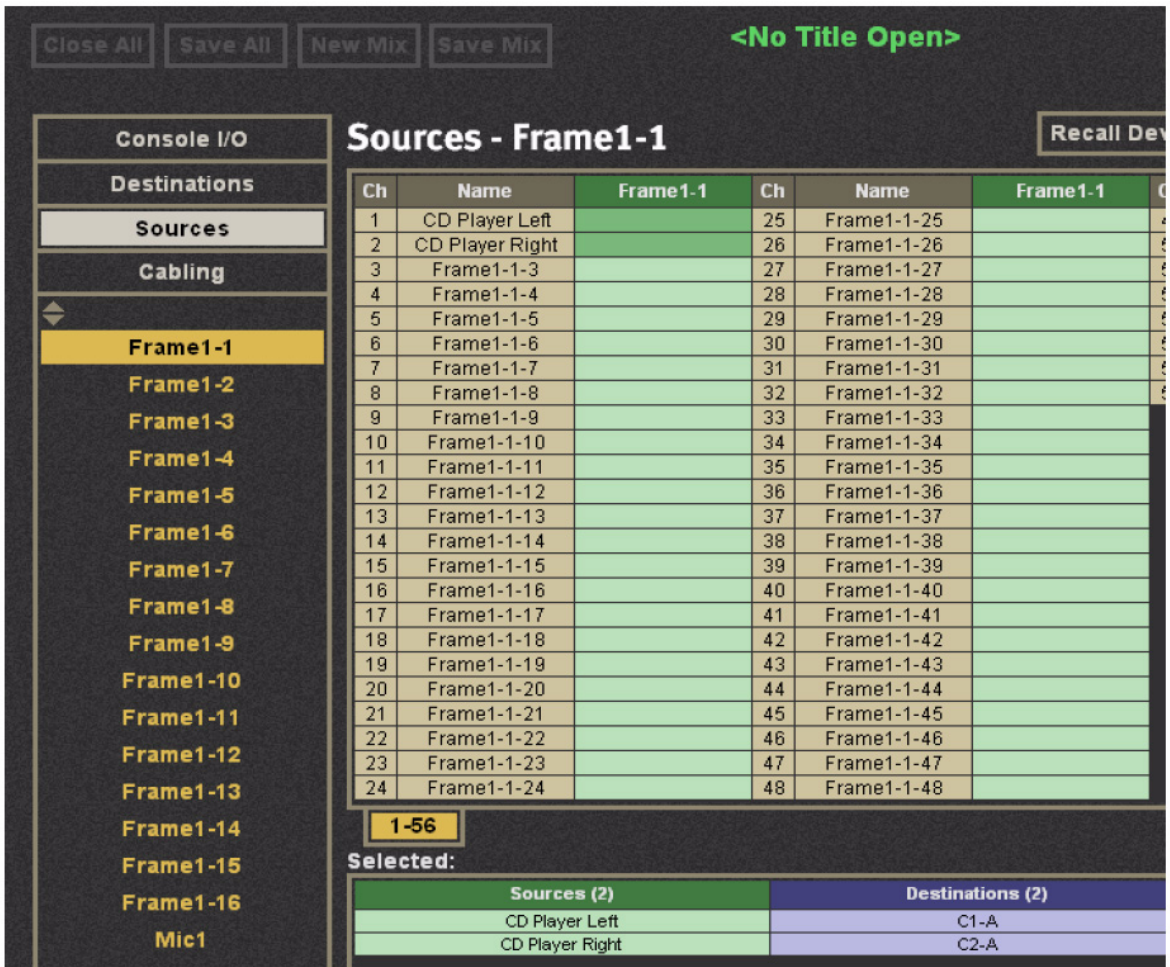 Close All Save All New Mix Save Mix
<No Title Open>
Console I/O
Destinations
Sources
Cabling
Frame1-1
Frame1-2
Frame1-3
Frame1-4
Frame1-5
Frame1-6
Frame1-7
Frame1-8
Frame1-9
Frame1-10
Frame1-11
Frame1-12
Frame1-13
Frame1-14
Frame1-15
Frame1-16
Mic1
Sources - Frame1-1
Recall Dev
Ch Name Frame1-1 Ch Name Frame1-1
1 CD Player Left 25 Frame1-1-25
2 CD Player Right 26 Frame1-1-26
3 Frame1-1-3 27 Frame1-1-27
4 Frame1-1-4 28 Frame1-1-28
5 Frame1-1-5 29 Frame1-1-29
6 Frame1-1-6 30 Frame1-1-30
7 Frame1-1-7 31 Frame1-1-31
8 Frame1-1-8 32 Frame1-1-32
9 Frame1-1-9 33 Frame1-1-33
10 Frame1-1-10 34 Frame1-1-34
11 Frame1-1-11 35 Frame1-1-35
12 Frame1-1-12 36 Frame1-1-36
13 Frame1-1-13 37 Frame1-1-37
14 Frame1-1-14 38 Frame1-1-38
15 Frame1-1-15 39 Frame1-1-39
16 Frame1-1-16 40 Frame1-1-40
17 Frame1-1-17 41 Frame1-1-41
18 Frame1-1-18 42 Frame1-1-42
19 Frame1-1-19 43 Frame1-1-43
20 Frame1-1-20 44 Frame1-1-44
21 Frame1-1-21 45 Frame1-1-45
22 Frame1-1-22 46 Frame1-1-46
23 Frame1-1-23 47 Frame1-1-47
24 Frame1-1-24 48 Frame1-1-48
1-56
Selected:
Sources (2) Destinations (2)
CD Player Left C1-A
CD Player Right C2-A